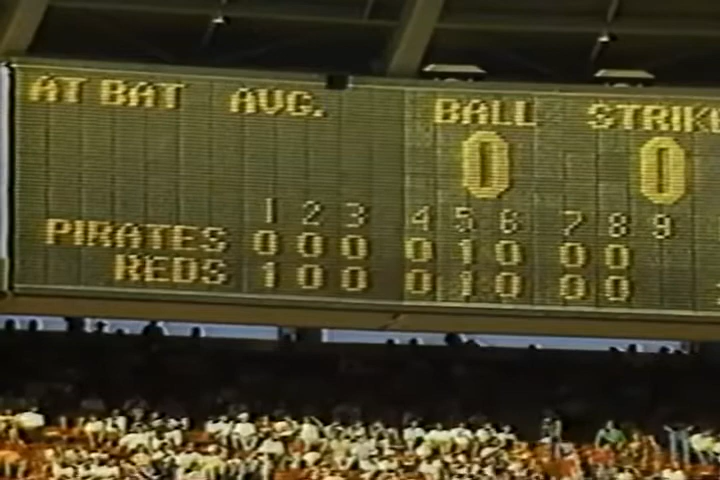 AT BAT AVG. BALL STRIKE
0 0
1 2 3 4 5 6 7 8 9
PIRATES 0 0 0 0 1 0 0 0
REDS 1 0 0 0 1 0 0 0